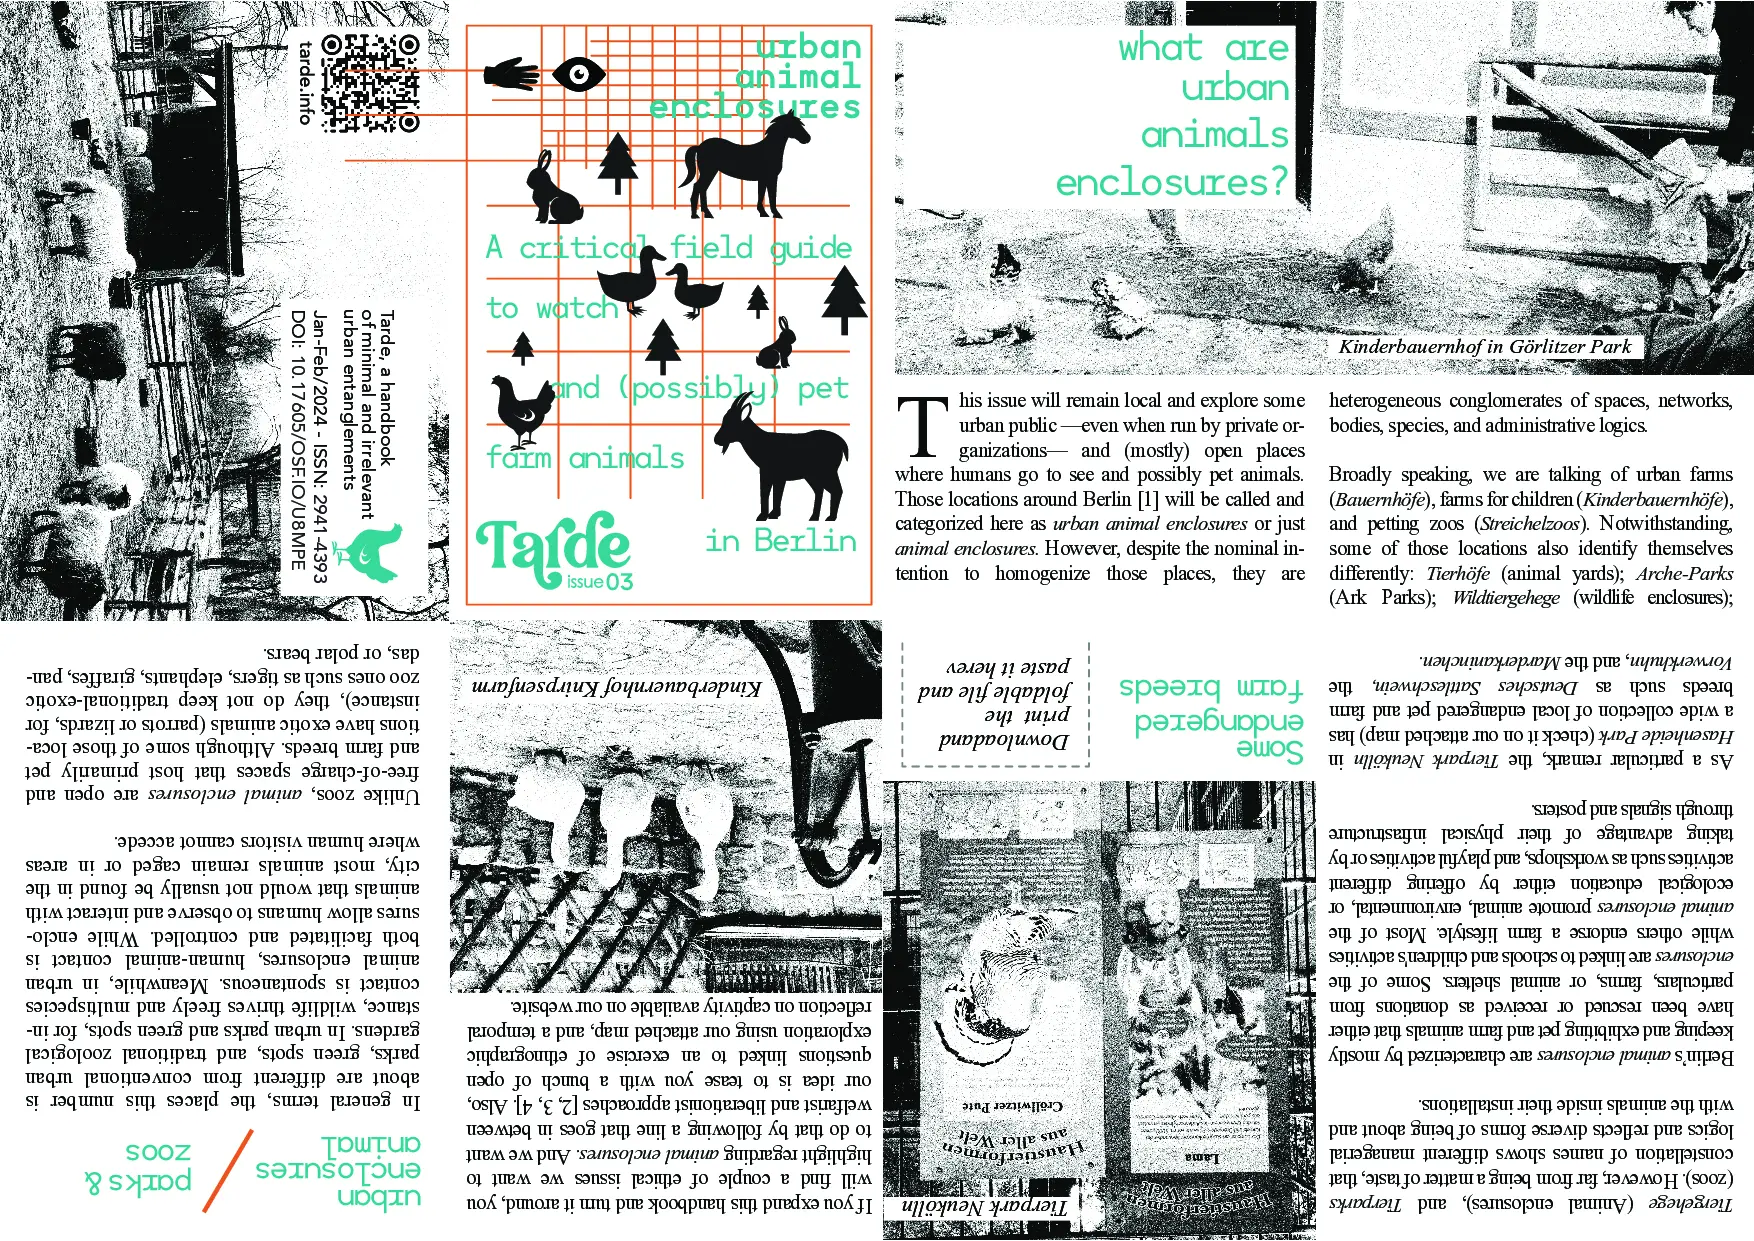 tarde.info
Tarde, a handbook
of minimal and irrelevant
urban entanglements
Jan-Feb/2024 - ISSN: 2941-4393
DOI: 10.17605/OSF.IO/U8MPE
urban
animal
enclosures
A critical field guide
to watch
and (possibly) pet
farm animals
in Berlin
Tarde
issue 03
what are
urban
animals
enclosures?
Kinderbauernhof in Görlitzer Park
This issue will remain local and explore some
urban public —even when run by private or-
ganizations— and (mostly) open places
where humans go to see and possibly pet animals.
Those locations around Berlin [1] will be called and
categorized here as urban animal enclosures or just
animal enclosures. However, despite the nominal in-
tention to homogenize those places, they are
heterogeneous conglomerates of spaces, networks,
bodies, species, and administrative logics.
Broadly speaking, we are talking of urban farms
(Bauernhöfe), farms for children (Kinderbauernhöfe),
and petting zoos (Streichelzoos). Notwithstanding,
some of those locations also identify themselves
differently: Tierhöfe (animal yards); Arche-Parks
(Ark Parks); Wildtiergehege (wildlife enclosures);
Tiergehege (Animal enclosures), and Tierparks
(zoos). However, far from being a matter of taste, that
constellation of names shows different managerial
logics and reflects diverse forms of being about and
with the animals inside their installations.
Berlin's animal enclosures are characterized by mostly
keeping and exhibiting pet and farm animals that either
have been rescued or received as donations from
particulars, farms, or animal shelters. Some of the
enclosures are linked to schools and children's activities
while others endorse a farm lifestyle. Most of the
animal enclosures promote animal, environmental, or
ecological education either by offering different
activities such as workshops, and playful activities or by
taking advantage of their physical infrastructure
through signals and posters.
As a particular remark, the Tierpark Neukölln in
Hasenheide Park (check it on our attached map) has
a wide collection of local endangered pet and farm
breeds such as Deutsches Sattleschwein, the
Vorwerkhuhn, and the Marderkaninchen.
Tierpark Neukölln
Haustierformen
aus aller Welt
Lama
Haustierformen
aus aller Welt
Cröllwitzer Pute
Some
endangered
farm breeds
Downloadand
print the
foldable file and
paste it herev
If you expand this handbook and turn it around, you
will find a couple of ethical issues we want to
highlight regarding animal enclosures. And we want
to do that by following a line that goes in between
welfarist and liberationist approaches [2, 3, 4]. Also,
our idea is to tease you with a bunch of open
questions linked to an exercise of ethnographic
exploration using our attached map, and a temporal
reflection on captivity available on our website.
Kinderbauernhof Knirpsenfarm
urban
enclosures
animal
parks &
zoos
In general terms, the places this number is
about are different from conventional urban
parks, green spots, and traditional zoological
gardens. In urban parks and green spots, for in-
stance, wildlife thrives freely and multispecies
contact is spontaneous. Meanwhile, in urban
animal enclosures, human-animal contact is
both facilitated and controlled. While enclo-
sures allow humans to observe and interact with
animals that would not usually be found in the
city, most animals remain caged or in areas
where human visitors cannot accede.
Unlike zoos, animal enclosures are open and
free-of-charge spaces that host primarily pet
and farm breeds. Although some of those loca-
tions have exotic animals (parrots or lizards, for
instance), they do not keep traditional-exotic
zoo ones such as tigers, elephants, giraffes, pan-
das, or polar bears.